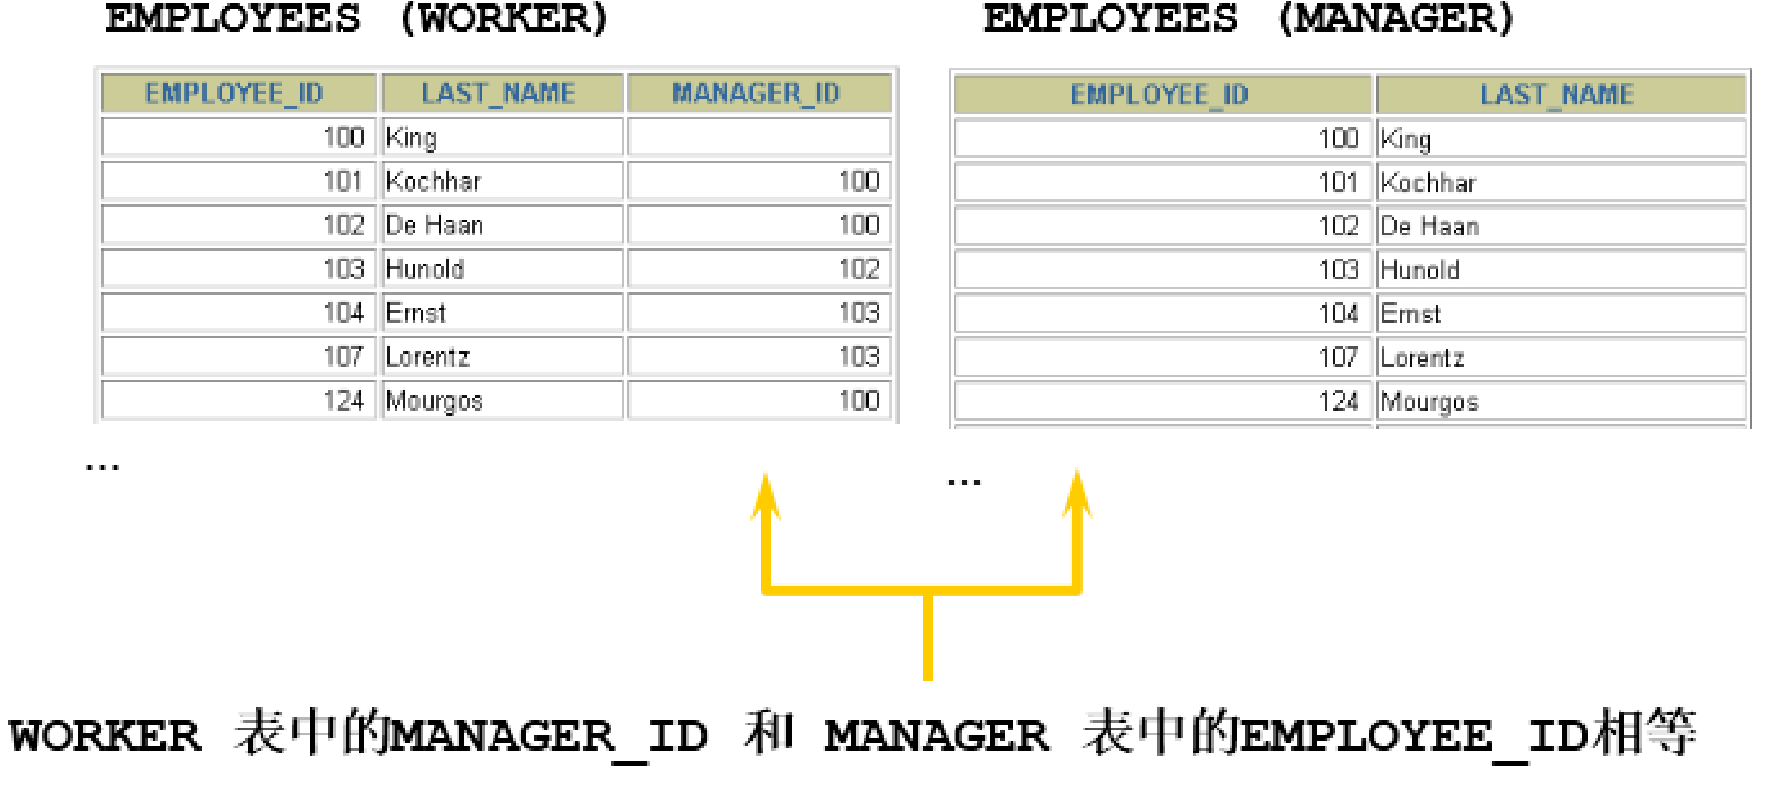 EMPLOYEES (WORKER)
EMPLOYEES (MANAGER)
EMPLOYEE_ID LAST_NAME MANAGER_ID
100 King
101 Kochhar 100
102 De Haan 100
103 Hunold 102
104 Ernst 103
107 Lorentz 103
124 Mourgos 100
...
EMPLOYEE_ID LAST_NAME
100 King
101 Kochhar
102 De Haan
103 Hunold
104 Ernst
107 Lorentz
124 Mourgos
...
WORKER 表中的MANAGER_ID 和 MANAGER 表中的EMPLOYEE_ID相等